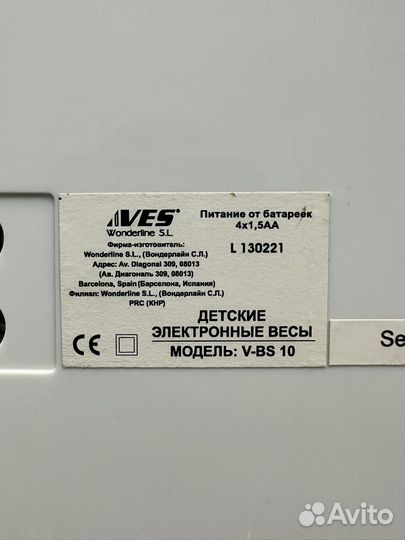 VES®
Wonderline S.L.
Питание от батареек
4x1,5AA
L 130221
Фирма-изготовитель:
Wonderline S.L., (Вондерлайн С.Л.)
Адрес: Av. Diagonal 309, 08013
(Ав. Диагональ 309, 08013)
Barcelona, Spain (Барселона, Испания)
Филиал: Wonderline S.L., (Вондерлайн С.Л.)
PRC (КНР)
CE
ДЕТСКИЕ
ЭЛЕКТРОННЫЕ ВЕСЫ
МОДЕЛЬ: V-BS 10
Se
Avito